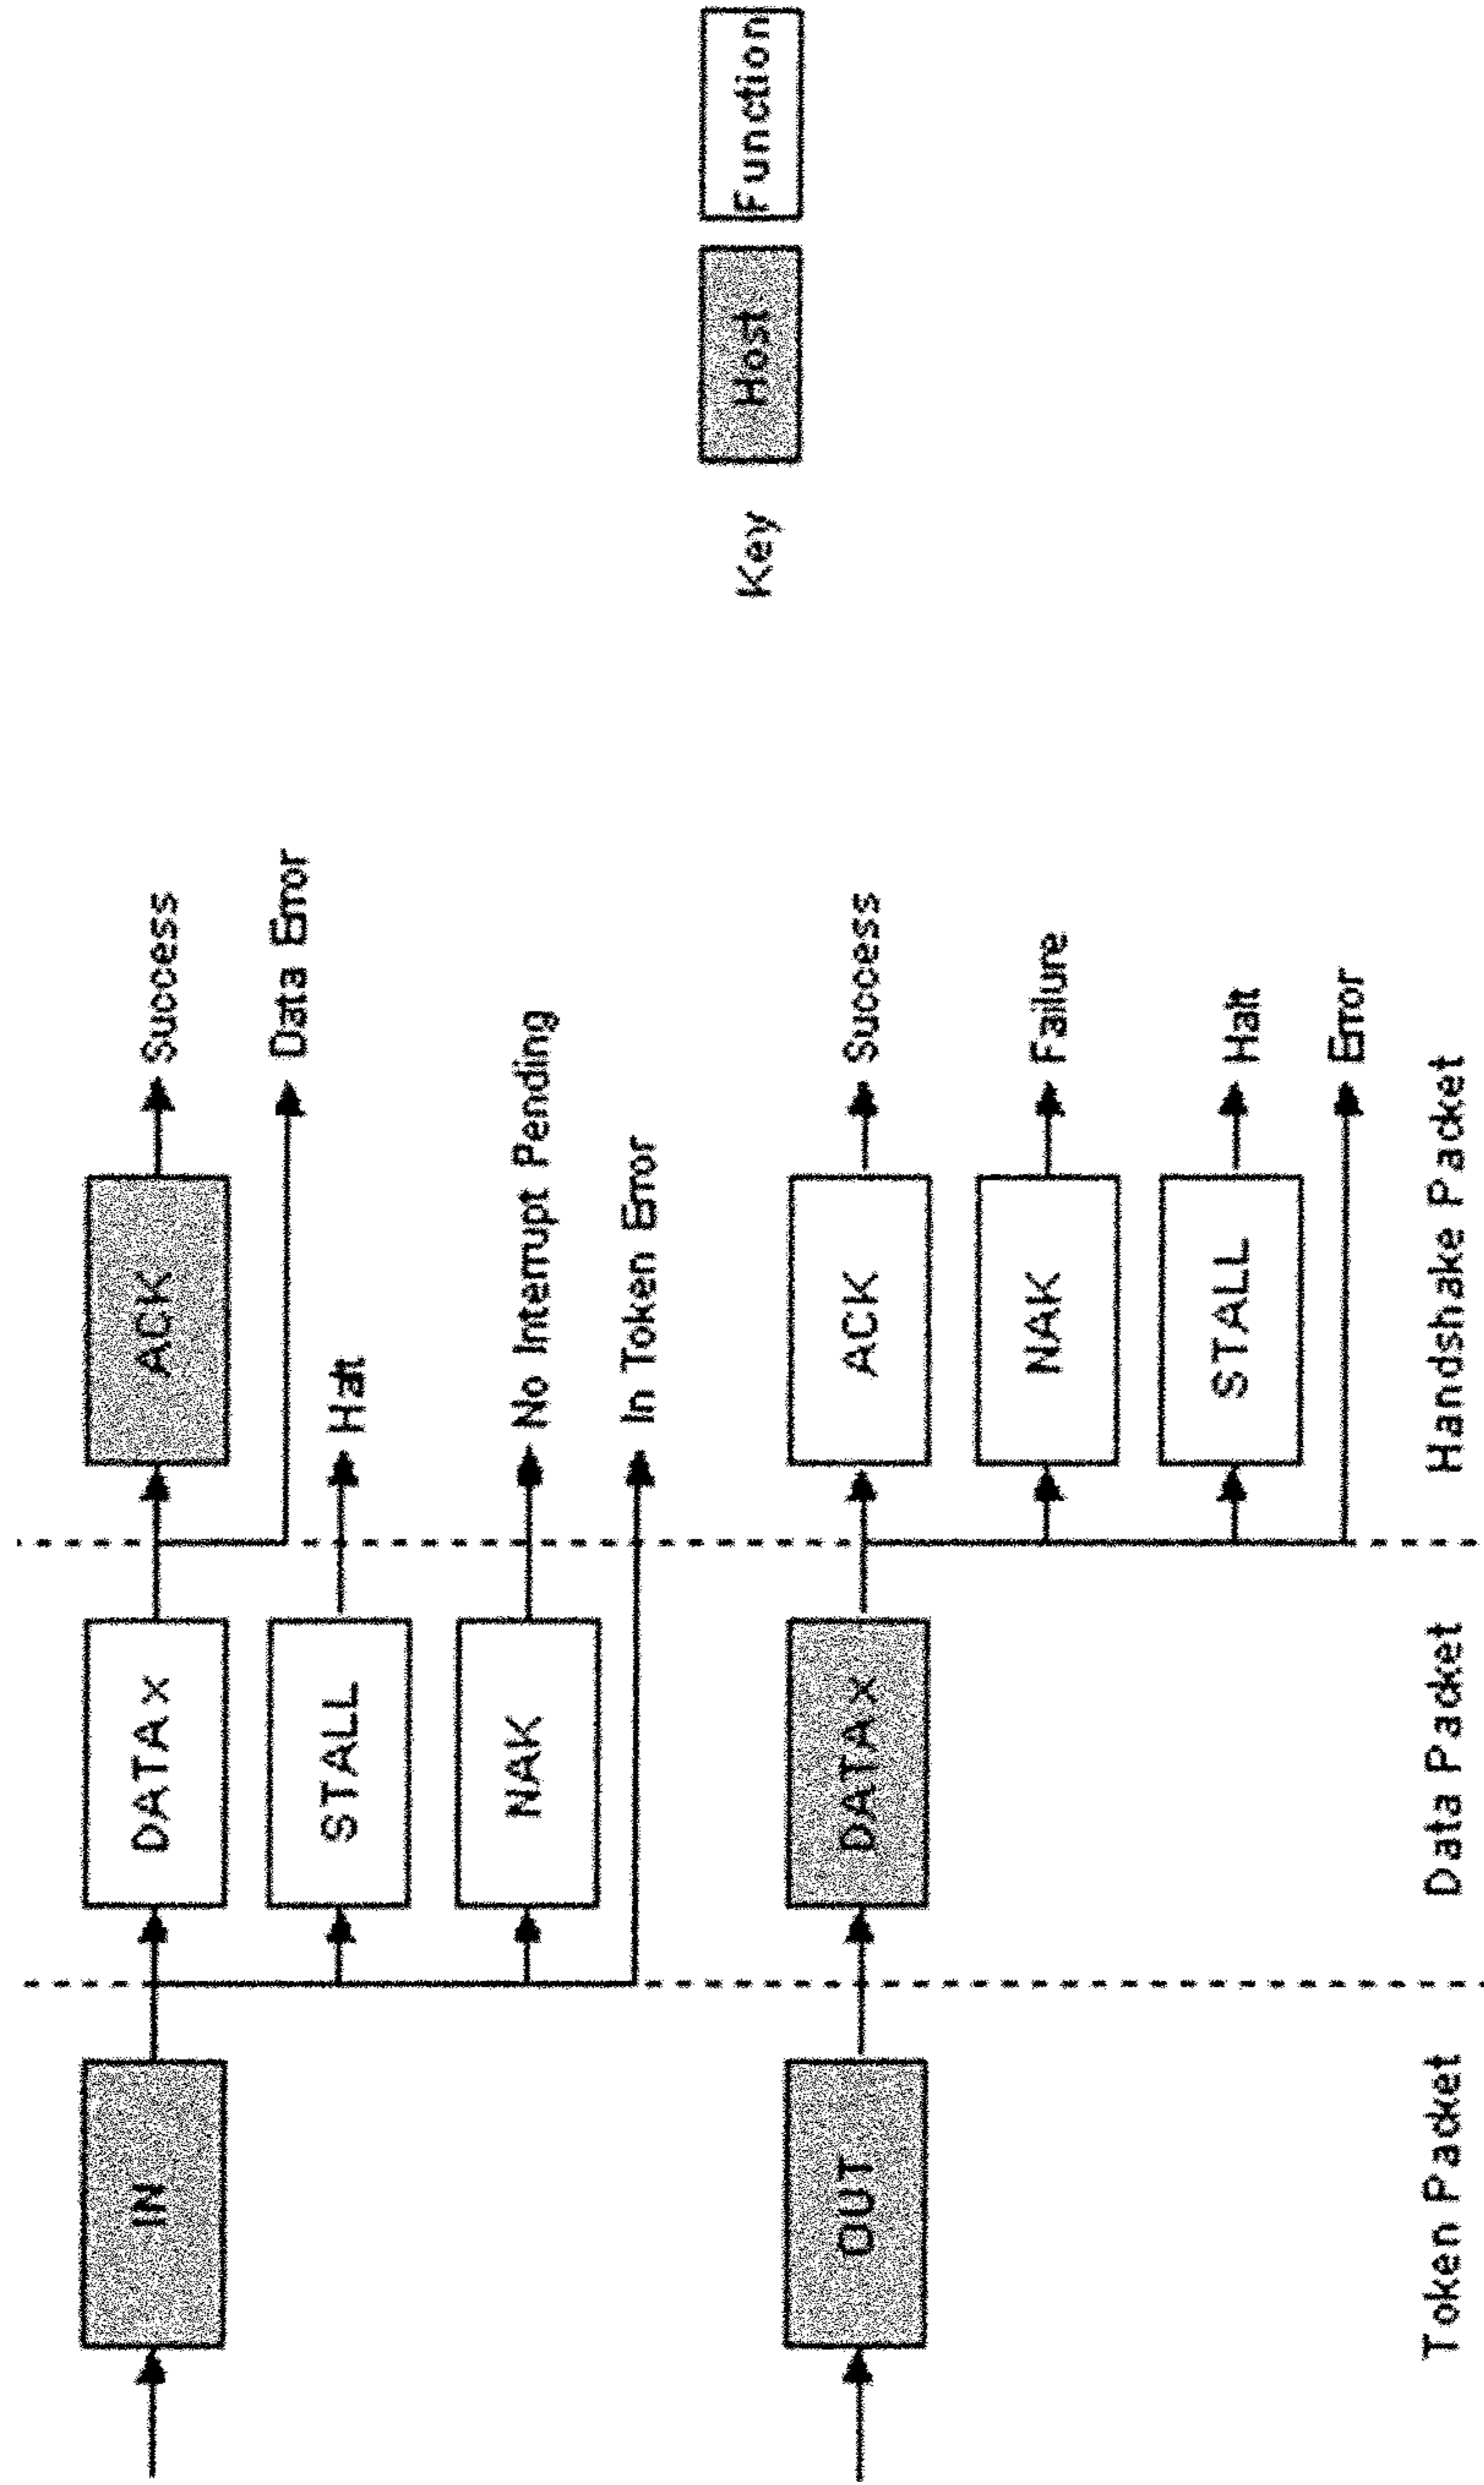 IN
DATA x
ACK
Success
Data Error
STALL
Halt
NAK
No Interrupt Pending
In Token Error
Key
Host
Function
OUT
DATA x
ACK
Success
NAK
Failure
STALL
Halt
Error
Token Packet
Data Packet
Handshake Packet